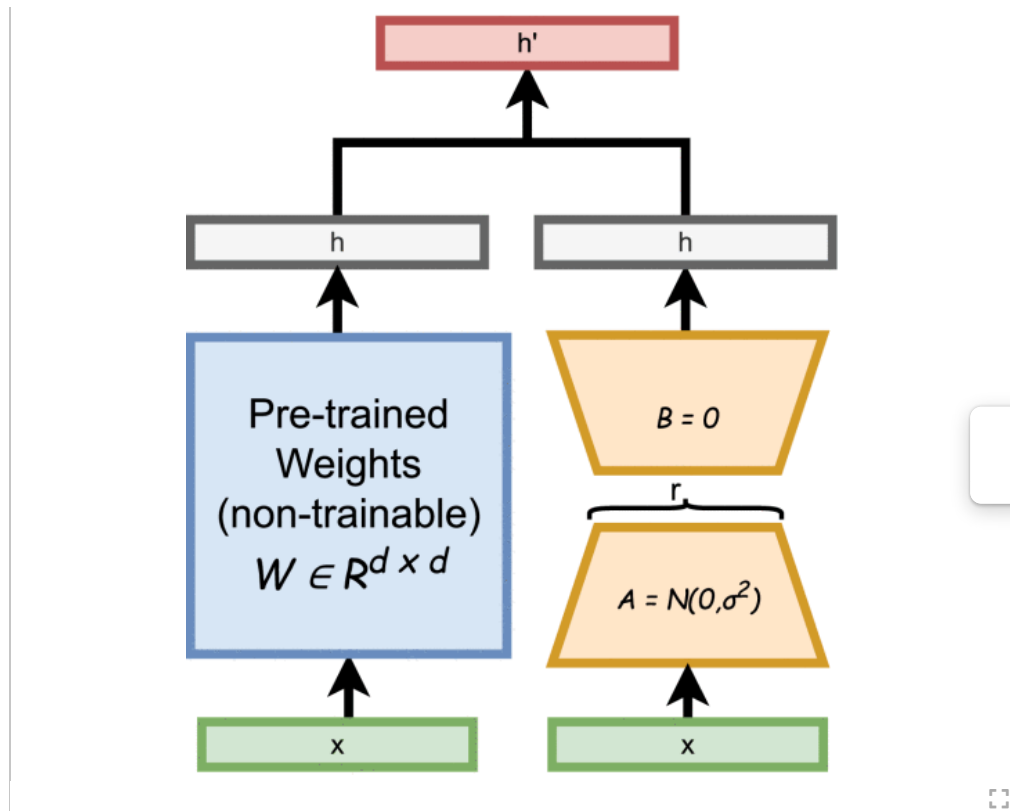 h'
h
h
Pre-trained
Weights
(non-trainable)
W ∈ R^{d x d}
B = 0
r
A = N(0,σ²)
x
x